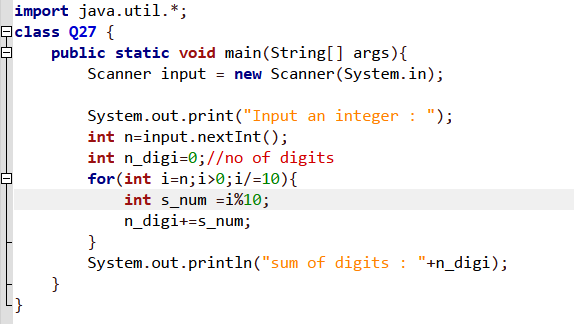 import java.util.*;
class Q27 {
public static void main(String[] args){
Scanner input = new Scanner(System.in);
System.out.print("Input an integer : ");
int n=input.nextInt();
int n_digi=0;//no of digits
for(int i=n;i>0;i/=10){
int s_num =i%10;
n_digi+=s_num;
}
System.out.println("sum of digits : "+n_digi);
}
}